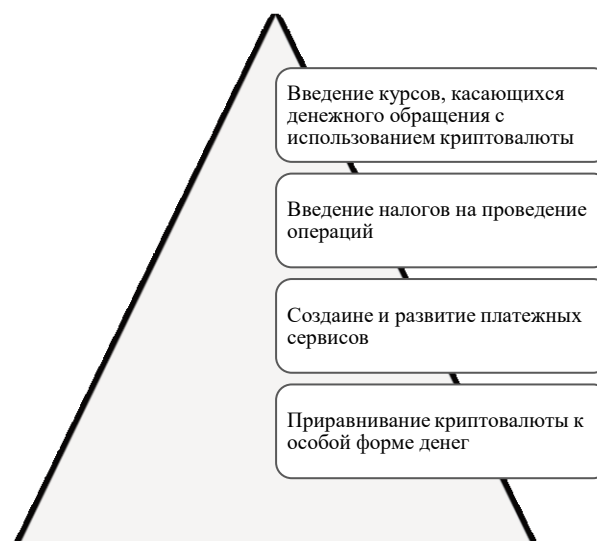 Введение курсов, касающихся
денежного обращения с
использованием криптовалюты
Введение налогов на проведение
операций
Создаине и развитие платежных
сервисов
Приравнивание криптовалюты к
особой форме денег